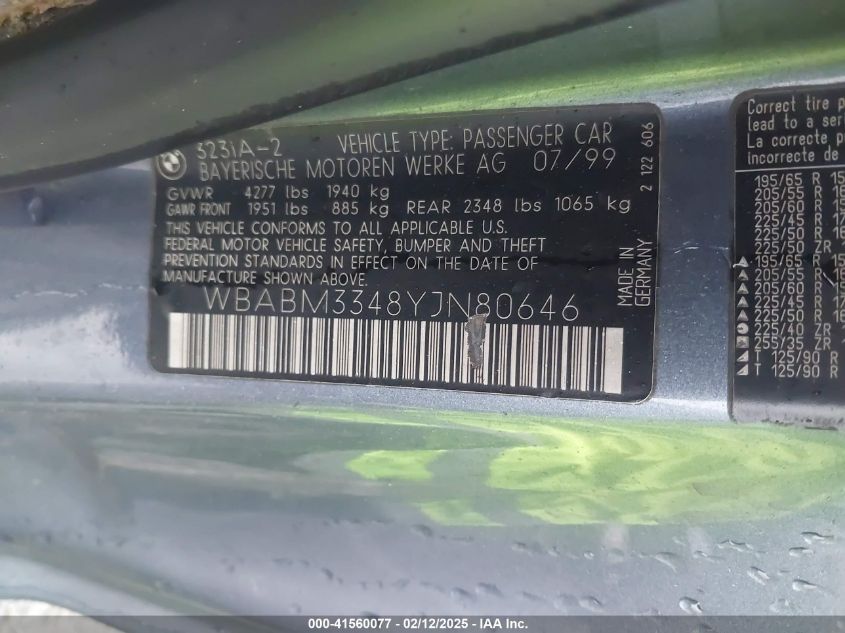 BMW
323iA-2 VEHICLE TYPE: PASSENGER CAR
BAYERISCHE MOTOREN WERKE AG 07/99
GVWR 4277 lbs 1940 kg
GAWR FRONT 1951 lbs 885 kg REAR 2348 lbs 1065 kg
THIS VEHICLE CONFORMS TO ALL APPLICABLE U.S.
FEDERAL MOTOR VEHICLE SAFETY, BUMPER AND THEFT
PREVENTION STANDARDS IN EFFECT ON THE DATE OF
MANUFACTURE SHOWN ABOVE.
WBABM3348YJN80646
2 122 606
MADE IN
GERMANY
Correct tire
lead to a
La correcte
incorrecte de
195/65 R
205/55 R
205/60 R
225/45 R
225/50 R
225/50 ZR
195/65 R
205/55 R
205/60 R
225/45 R
225/50 R
225/40 ZR
255/35 ZR
T 125/90 R
T 125/90 R
000-41560077 - 02/12/2025 - IAA Inc.